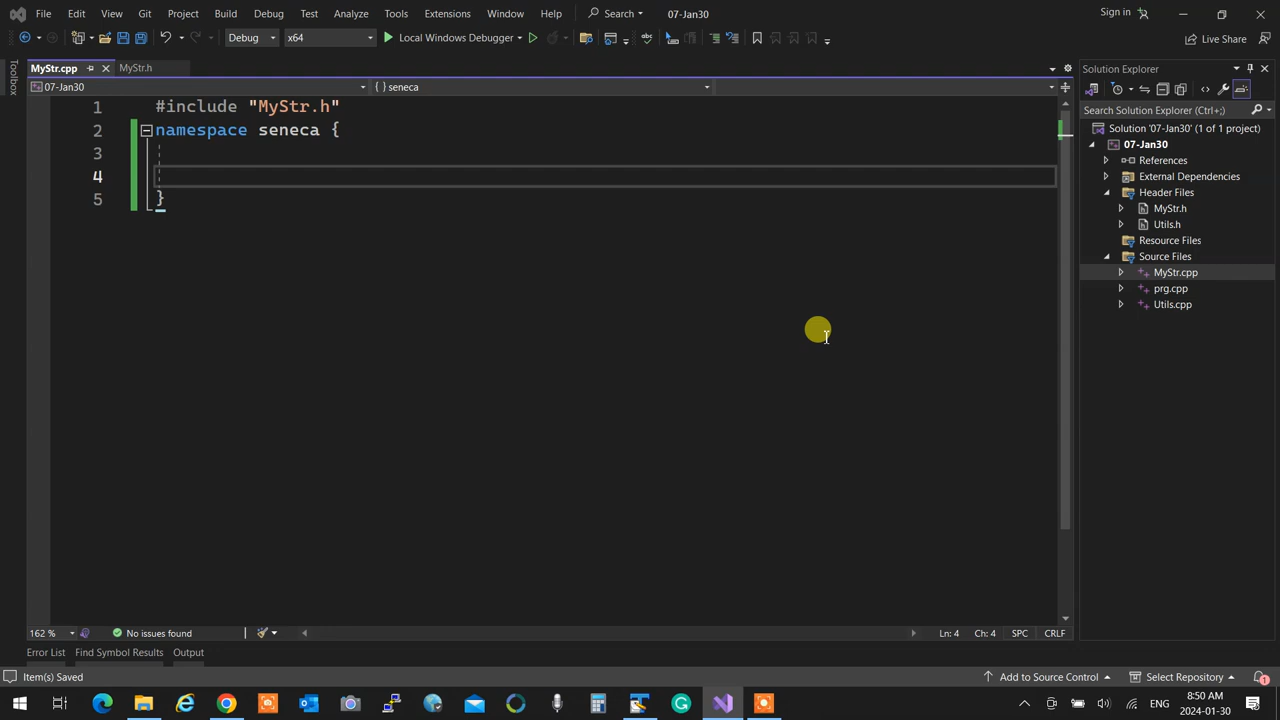 File Edit View Git Project Build Debug Test Analyze Tools Extensions Window Help Search 07-Jan30 Sign in
Debug x64 Local Windows Debugger Live Share
MyStr.cpp MyStr.h
07-Jan30 seneca
1 #include "MyStr.h"
2 namespace seneca {
3
4
5 }
Toolbox
Solution Explorer
Search Solution Explorer (Ctrl+;)
Solution '07-Jan30' (1 of 1 project)
07-Jan30
References
External Dependencies
Header Files
MyStr.h
Utils.h
Resource Files
Source Files
MyStr.cpp
prg.cpp
Utils.cpp
162 % No issues found Ln: 4 Ch: 4 SPC CRLF
Error List Find Symbol Results Output
Item(s) Saved Add to Source Control Select Repository 1
ENG 8:50 AM
2024-01-30